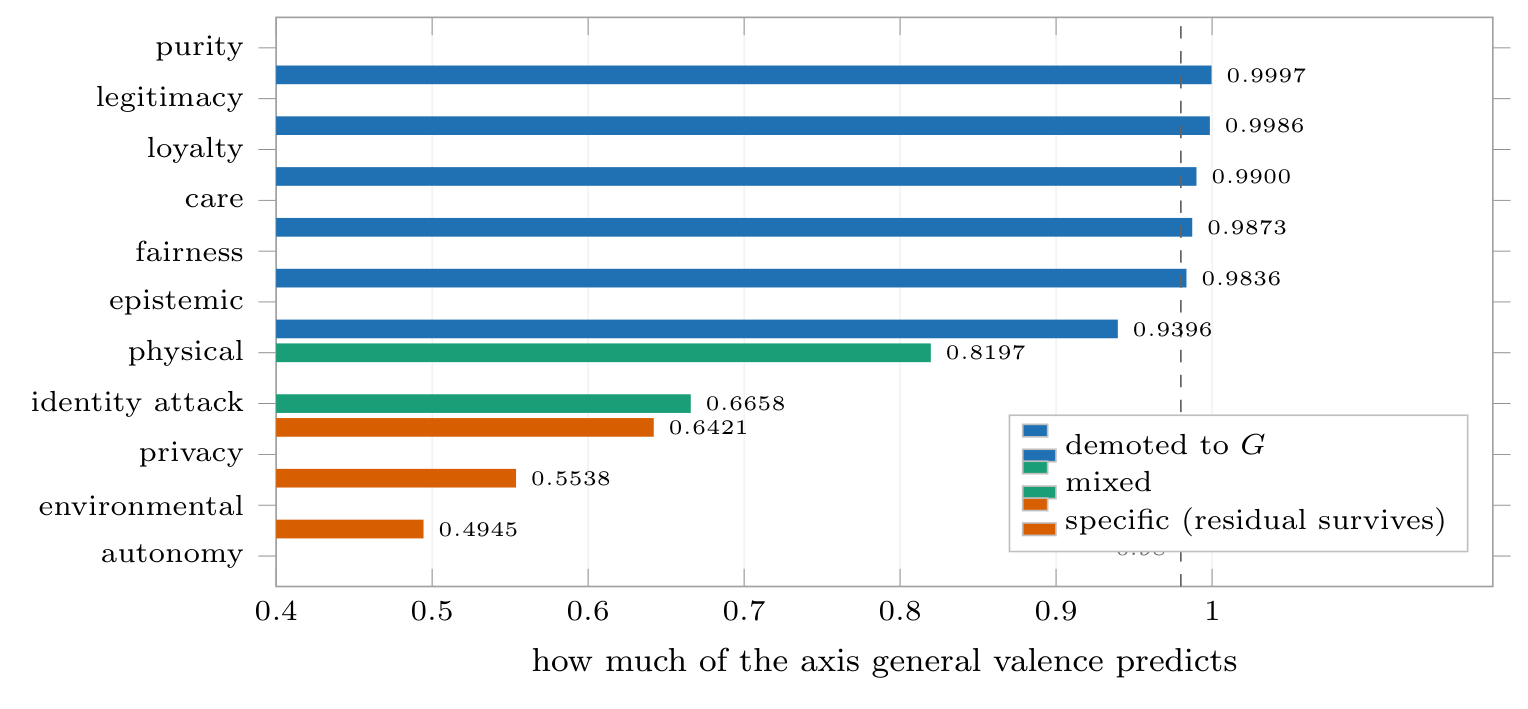 purity
0.9997
legitimacy
0.9986
loyalty
0.9900
care
0.9873
fairness
0.9836
epistemic
0.9396
physical
0.8197
identity attack
0.6658
0.6421
privacy
0.5538
environmental
0.4945
autonomy
demoted to G
mixed
specific (residual survives)
0.98
0.4 0.5 0.6 0.7 0.8 0.9 1
how much of the axis general valence predicts